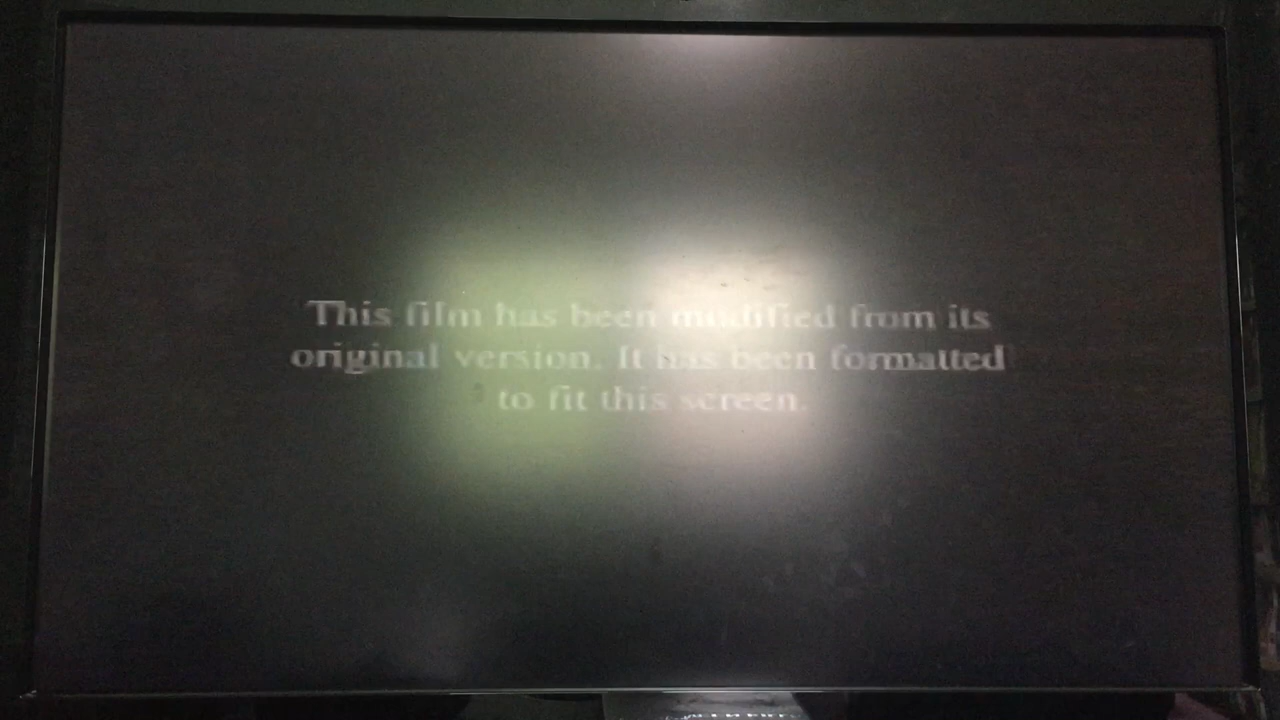 This film has been modified from its
original version. It has been formatted
to fit this screen.